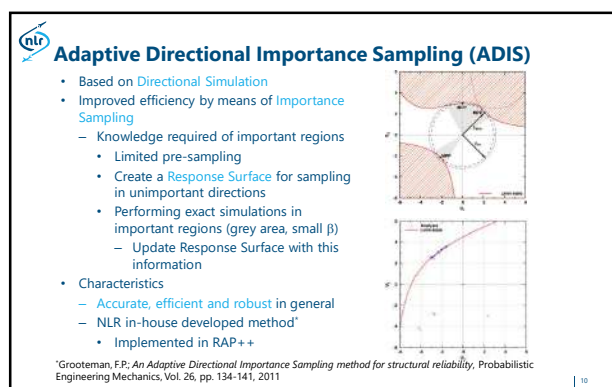 nlr
Adaptive Directional Importance Sampling (ADIS)
• Based on Directional Simulation
• Improved efficiency by means of Importance
Sampling
– Knowledge required of important regions
• Limited pre-sampling
• Create a Response Surface for sampling
in unimportant directions
• Performing exact simulations in
important regions (grey area, small β)
– Update Response Surface with this
information
• Characteristics
– Accurate, efficient and robust in general
– NLR in-house developed method*
• Implemented in RAP++
*Grooteman, F.P.; An Adaptive Directional Importance Sampling method for structural reliability, Probabilistic
Engineering Mechanics, Vol. 26, pp. 134-141, 2011
10